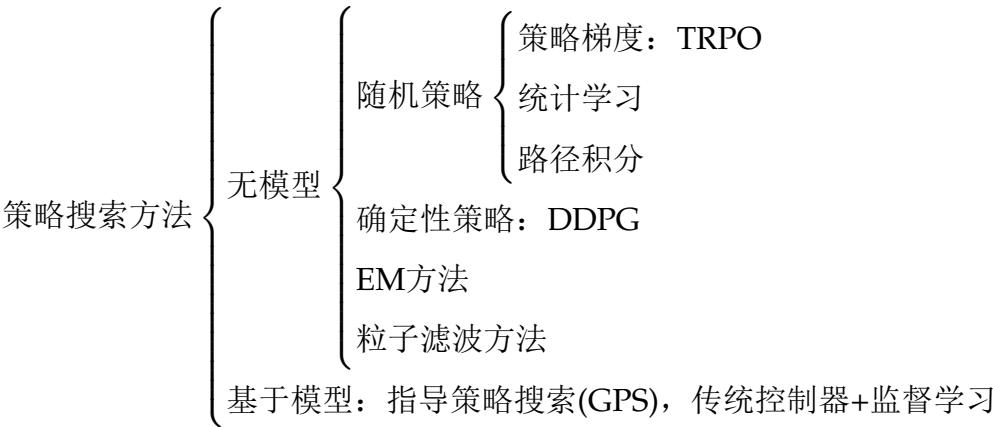 策略梯度：TRPO
随机策略
统计学习
路径积分
无模型
策略搜索方法
确定性策略：DDPG
EM方法
粒子滤波方法
基于模型：指导策略搜索(GPS)，传统控制器+监督学习